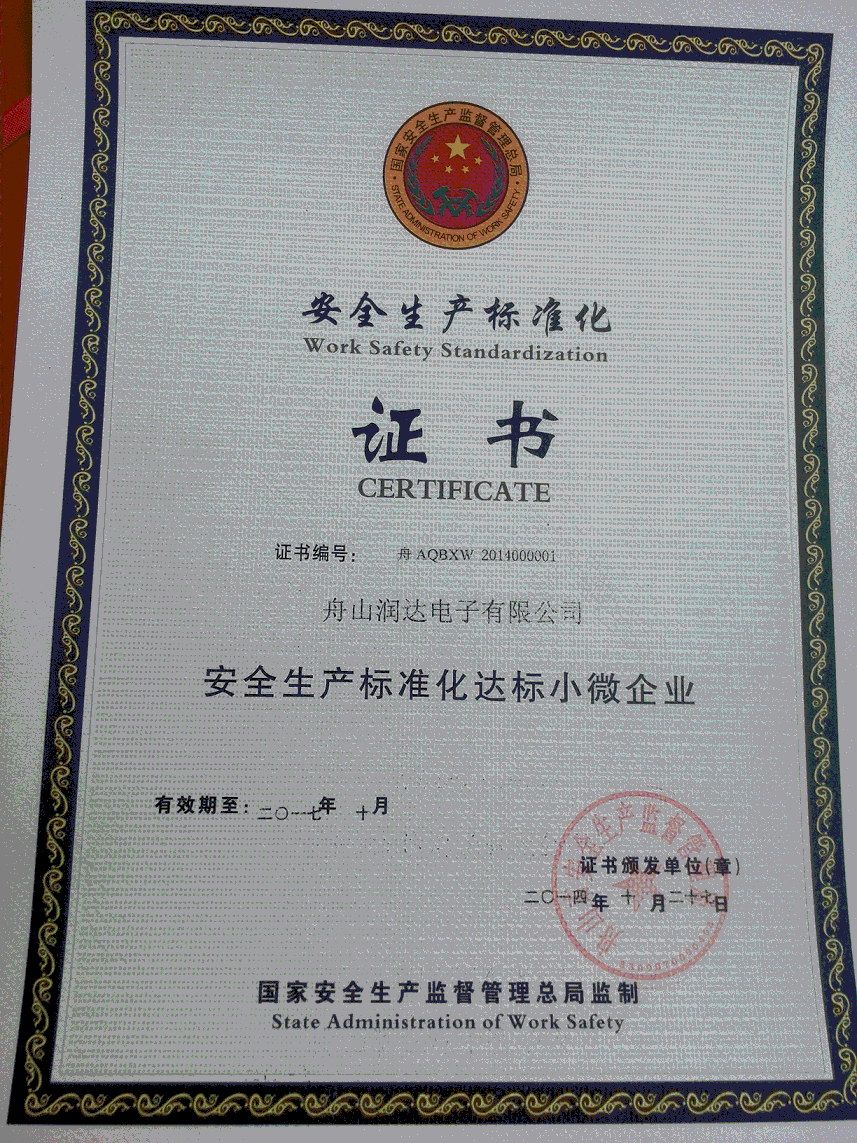 国家安全生产监督管理总局
STATE ADMINISTRATION OF WORK SAFETY
安全生产标准化
Work Safety Standardization
证 书
CERTIFICATE
证书编号： 舟AQBXW 2014000001
舟山润达电子有限公司
安全生产标准化达标小微企业
有效期至：二〇一七年 十月
证书颁发单位(章)
二〇一四年 十 月二十七日
国家安全生产监督管理总局监制
State Administration of Work Safety